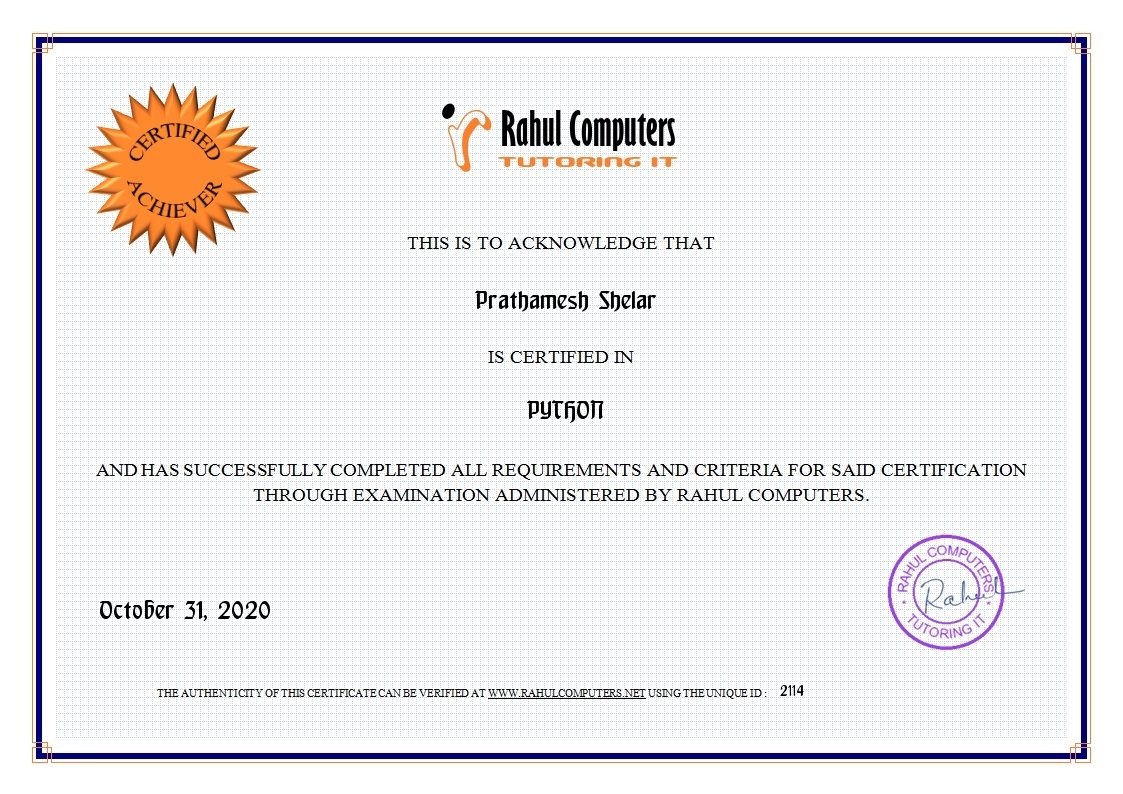 CERTIFIED
ACHIEVER
Rahul Computers
TUTORING IT
THIS IS TO ACKNOWLEDGE THAT
Prathamesh Shelar
IS CERTIFIED IN
PYTHON
AND HAS SUCCESSFULLY COMPLETED ALL REQUIREMENTS AND CRITERIA FOR SAID CERTIFICATION
THROUGH EXAMINATION ADMINISTERED BY RAHUL COMPUTERS.
RAHUL COMPUTERS
Rahul
TUTORING IT
October 31, 2020
THE AUTHENTICITY OF THIS CERTIFICATE CAN BE VERIFIED AT WWW.RAHULCOMPUTERS.NET USING THE UNIQUE ID : 2114